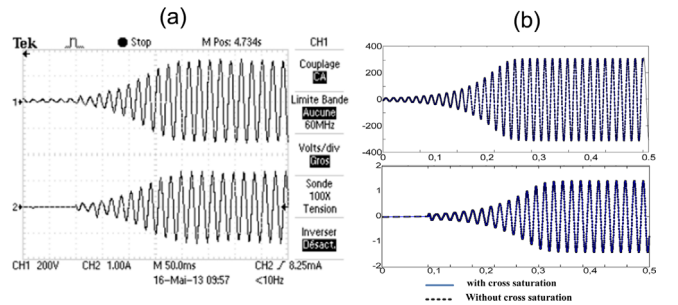 (a)
(b)
Tek
Stop
M Pos: 4.734s
CH1
Couplage
CA
Limite Bande
Aucune
60MHz
Volts/div
Gros
Sonde
100X
Tension
Inverser
Désact.
1
2
CH1 200V
CH2 1.00A
M 50.0ms
CH2 / 8.25mA
16-Mai-13 09:57
<10Hz
400
200
0
-200
-400
0
0,1
0,2
0,3
0,4
0.5
2
1
0
-1
-2
0
0,1
0,2
0,3
0,4
0,5
with cross saturation
Without cross saturation